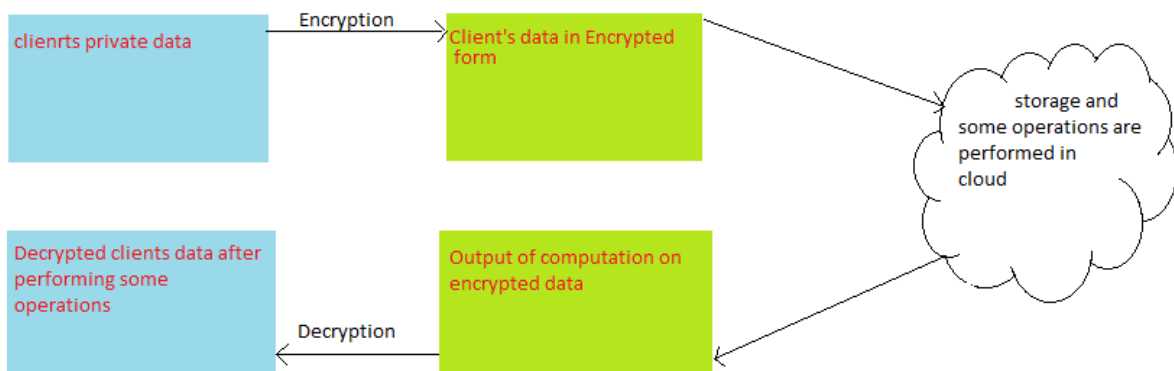 clienrts private data
Encryption
Client's data in Encrypted
form
storage and
some operations are
performed in
cloud
Decrypted clients data after
performing some
operations
Decryption
Output of computation on
encrypted data